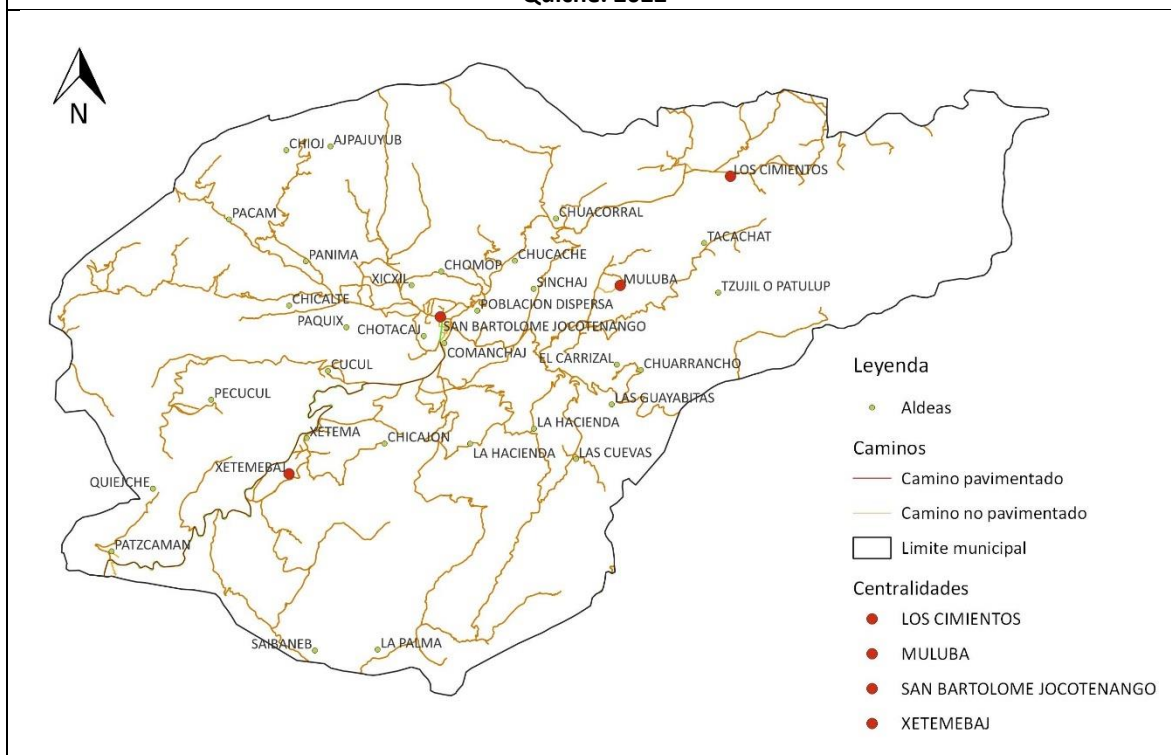 Quiché. 2022
N
CHIOJ
AJPAJUYUB
LOS CIMIENTOS
PACAM
CHUACORRAL
TACACHAT
PANIMA
CHUCACHE
CHOMOP
XICXIL
SINCHAJ
MULUBA
TZUJIL O PATULUP
CHICALTE
POBLACION DISPERSA
PAQUIX
CHOTACAJ
SAN BARTOLOME JOCOTENANGO
COMANCHAJ
EL CARRIZAL
CHUARRANCHO
CUCUL
PECUCUL
LAS GUAYABITAS
LA HACIENDA
XETEMA
CHICAJON
LA HACIENDA
LAS CUEVAS
XETEMEBAJ
QUIEJCHE
PATZCAMAN
SAIBANEB
LA PALMA
Leyenda
Aldeas
Caminos
Camino pavimentado
Camino no pavimentado
Limite municipal
Centralidades
LOS CIMIENTOS
MULUBA
SAN BARTOLOME JOCOTENANGO
XETEMEBAJ